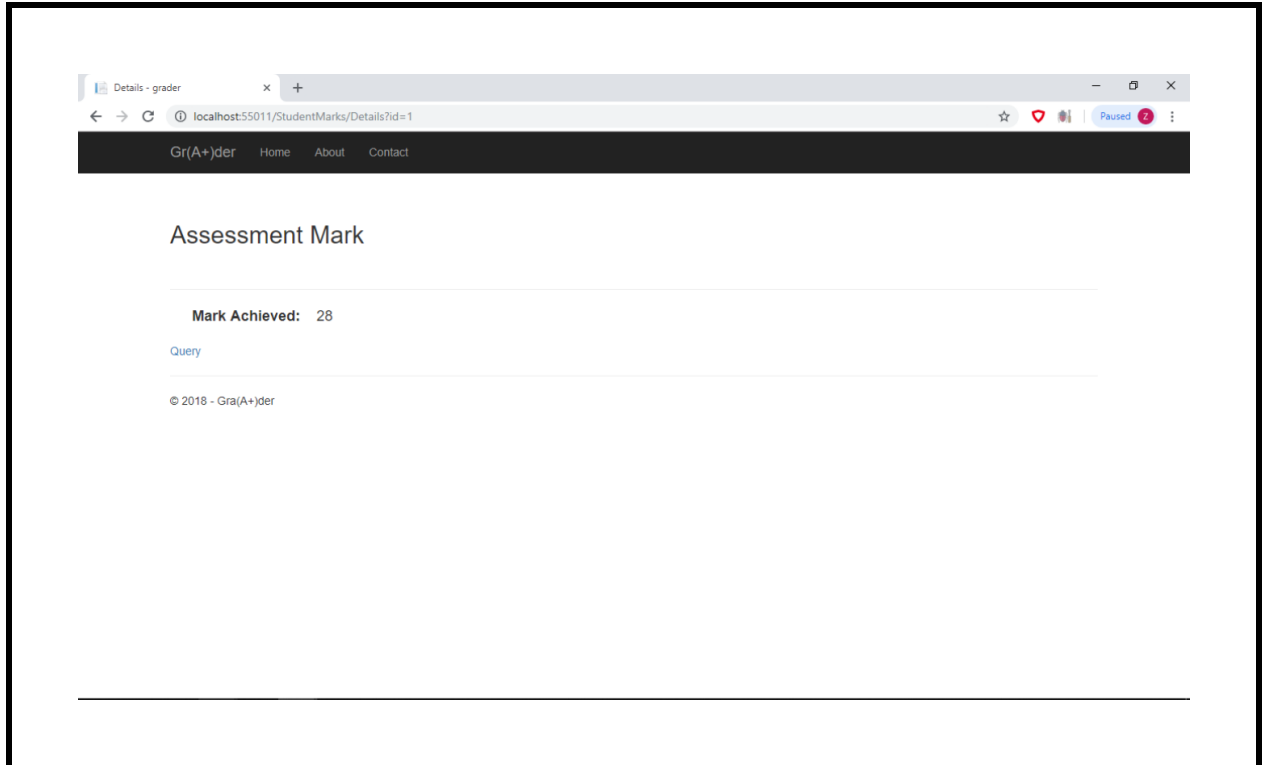 Details - grader
localhost:55011/StudentMarks/Details?id=1
Paused Z
Gr(A+)der Home About Contact
Assessment Mark
Mark Achieved: 28
Query
© 2018 - Gra(A+)der